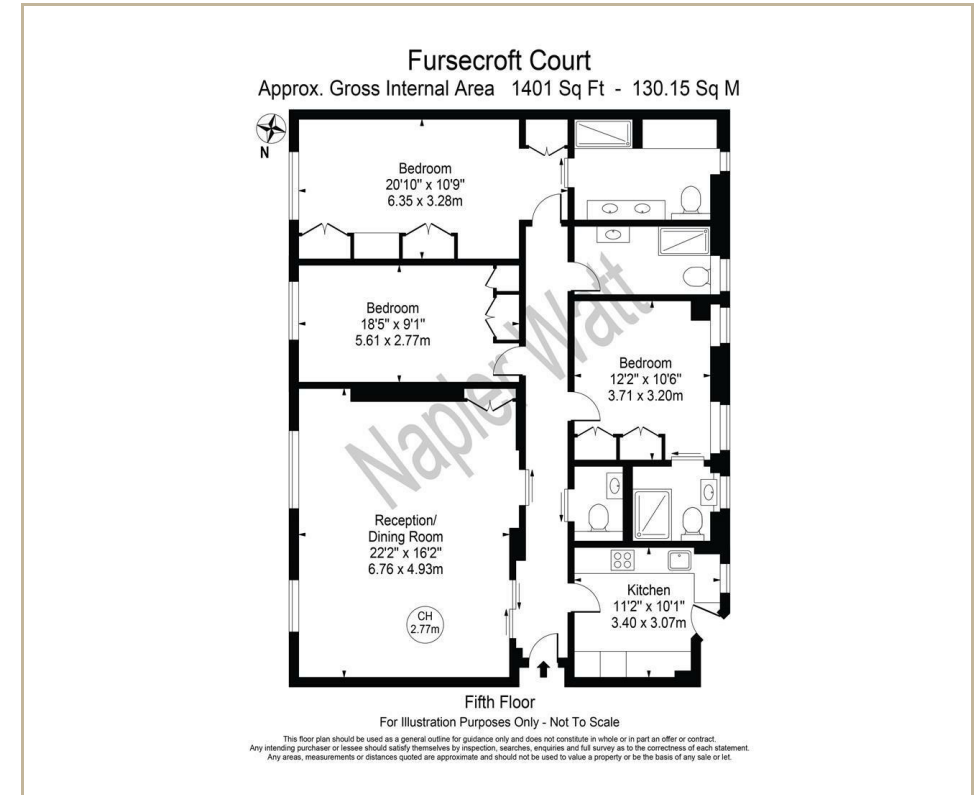 Fursecroft Court
Approx. Gross Internal Area 1401 Sq Ft - 130.15 Sq M
N
Bedroom
20'10" x 10'9"
6.35 x 3.28m
Bedroom
18'5" x 9'1"
5.61 x 2.77m
Bedroom
12'2" x 10'6"
3.71 x 3.20m
Napier Watt
Reception/
Dining Room
22'2" x 16'2"
6.76 x 4.93m
CH
2.77m
Kitchen
11'2" x 10'1"
3.40 x 3.07m
Fifth Floor
For Illustration Purposes Only - Not To Scale
This floor plan should be used as a general outline for guidance only and does not constitute in whole or in part an offer or contract.
Any intending purchaser or lessee should satisfy themselves by inspection, searches, enquiries and full survey as to the correctness of each statement.
Any areas, measurements or distances quoted are approximate and should not be used to value a property or be the basis of any sale or let.